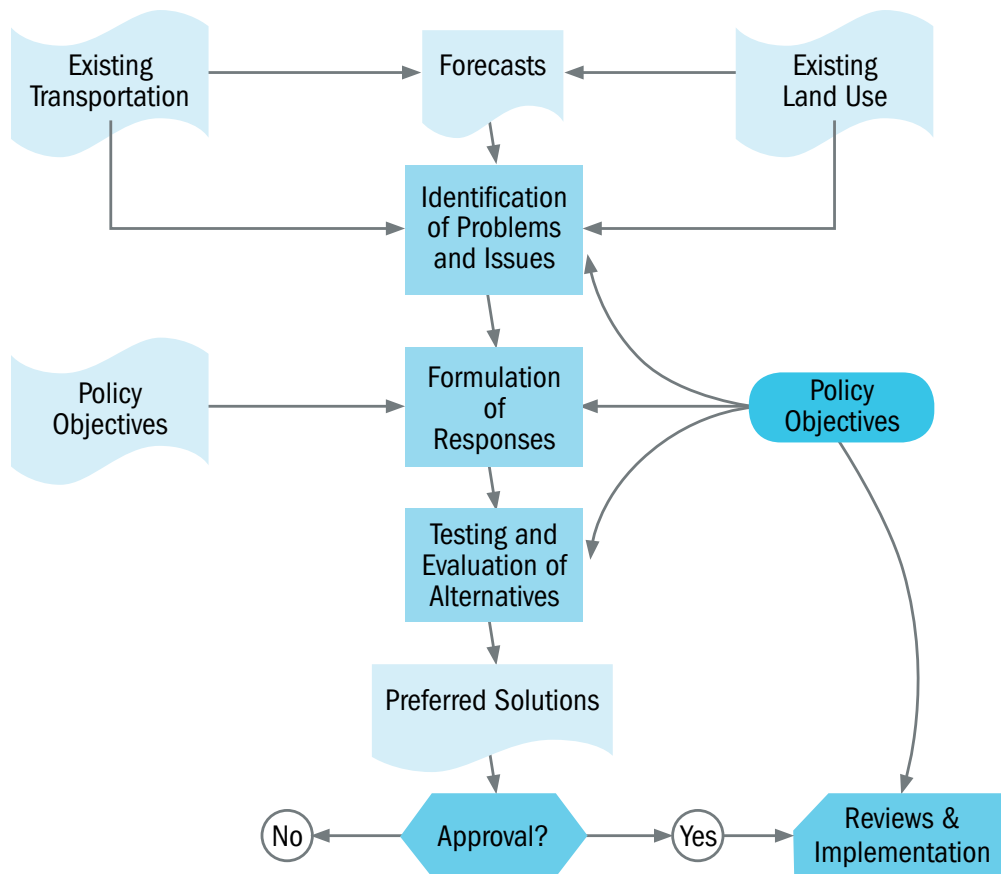 Existing
Transportation
Forecasts
Existing
Land Use
Identification
of Problems
and Issues
Policy
Objectives
Formulation
of
Responses
Policy
Objectives
Testing and
Evaluation of
Alternatives
Preferred Solutions
No
Approval?
Yes
Reviews &
Implementation